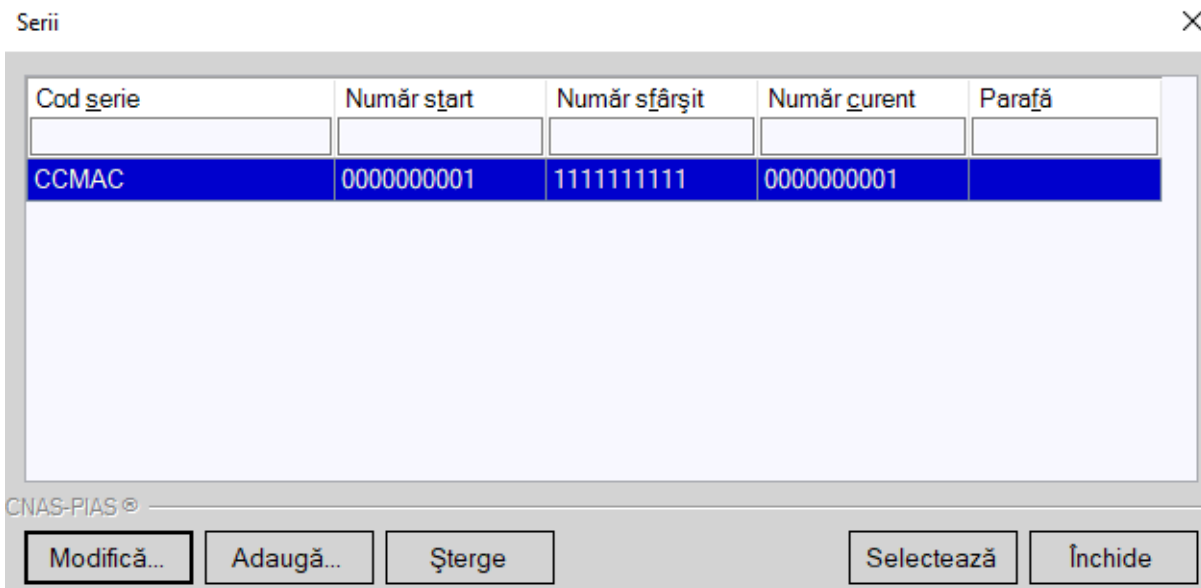 Serii
Cod serie Număr start Număr sfârşit Număr curent Parafă
CCMAC 0000000001 1111111111 0000000001
CNAS-PIAS ®
Modifică... Adaugă... Şterge Selectează Închide